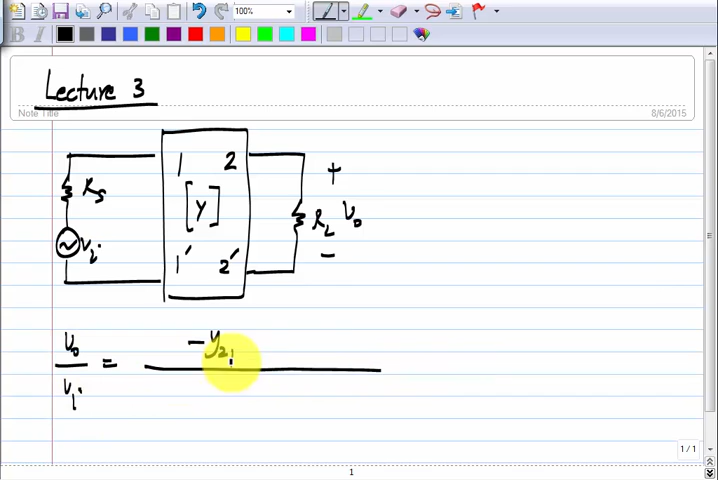 100%
B I
Lecture 3
Note Title
8/6/2015
1 2
Rs
[Y]
+
RL Vo
Vi
1' 2'
-
Vo / Vi = -y21
1 / 1
1